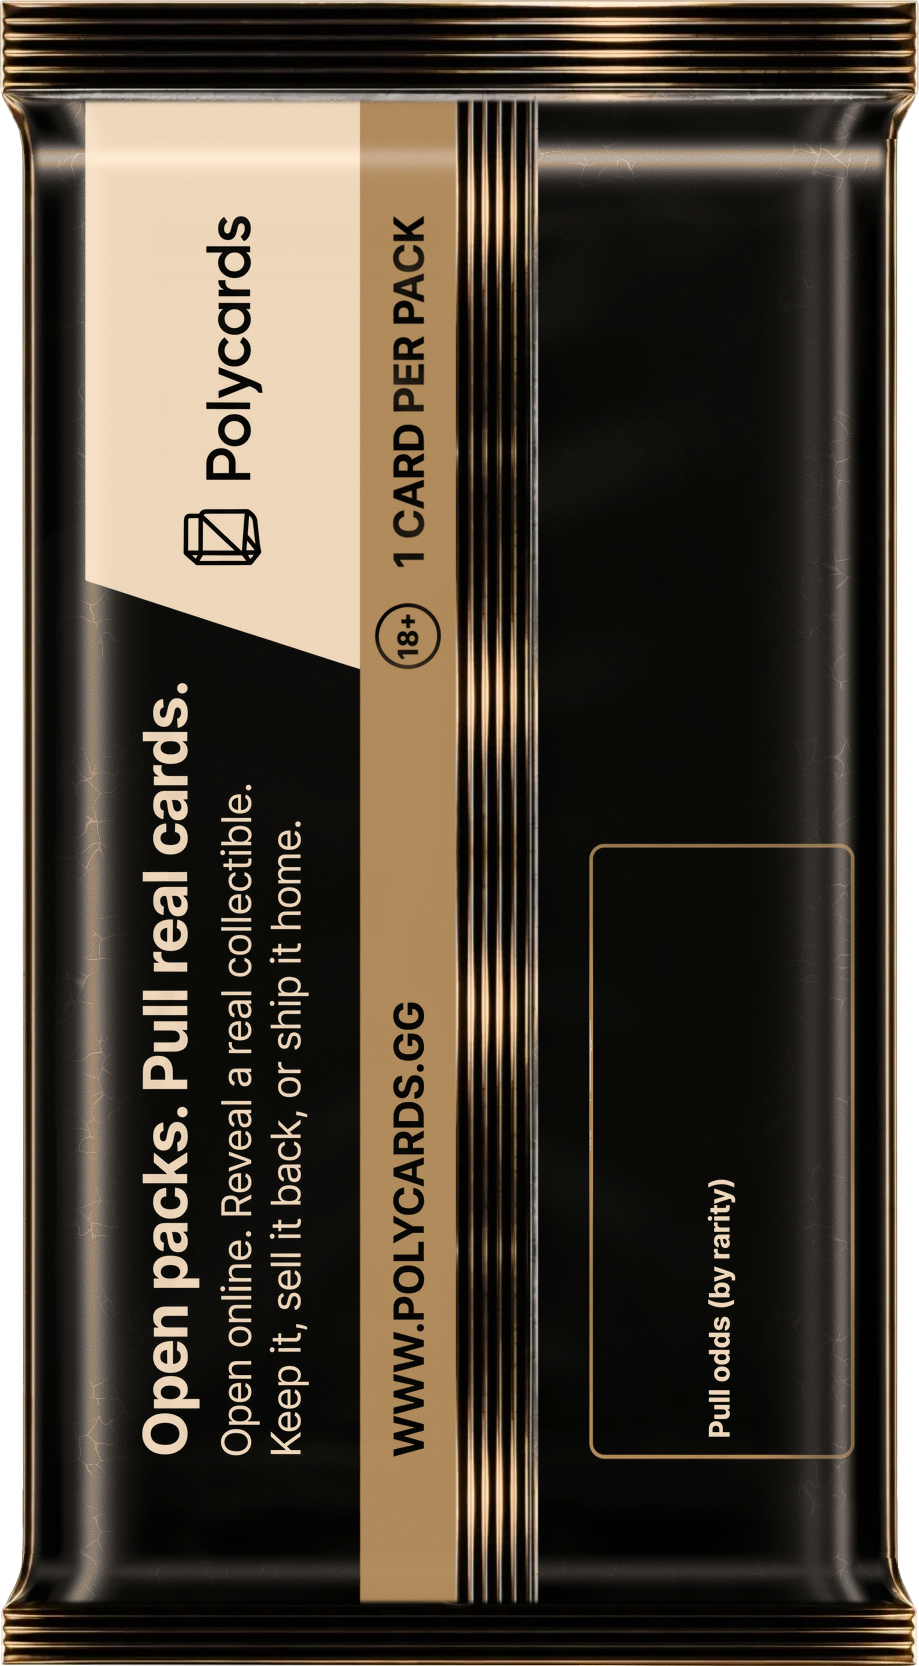 Polycards
Open packs. Pull real cards.
Open online. Reveal a real collectible.
Keep it, sell it back, or ship it home.
WWW.POLYCARDS.GG
18+
1 CARD PER PACK
Pull odds (by rarity)